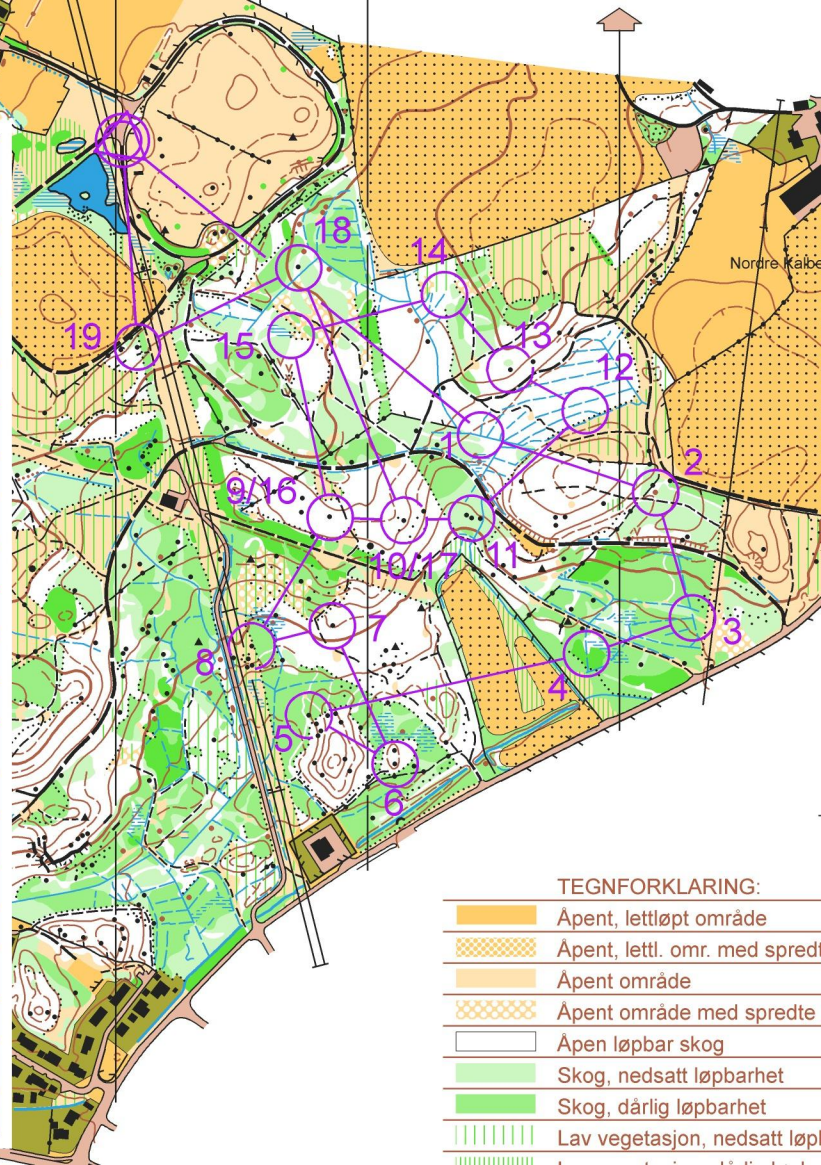 18
14
Nordre Kalbe
19
15
13
12
1
2
9/16
11
10/17
7
3
8
4
5
6
TEGNFORKLARING:
Åpent, lettløpt område
Åpent, lettl. omr. med spredt
Åpent område
Åpent område med spredte
Åpen løpbar skog
Skog, nedsatt løpbarhet
Skog, dårlig løpbarhet
Lav vegetasjon, nedsatt løpb